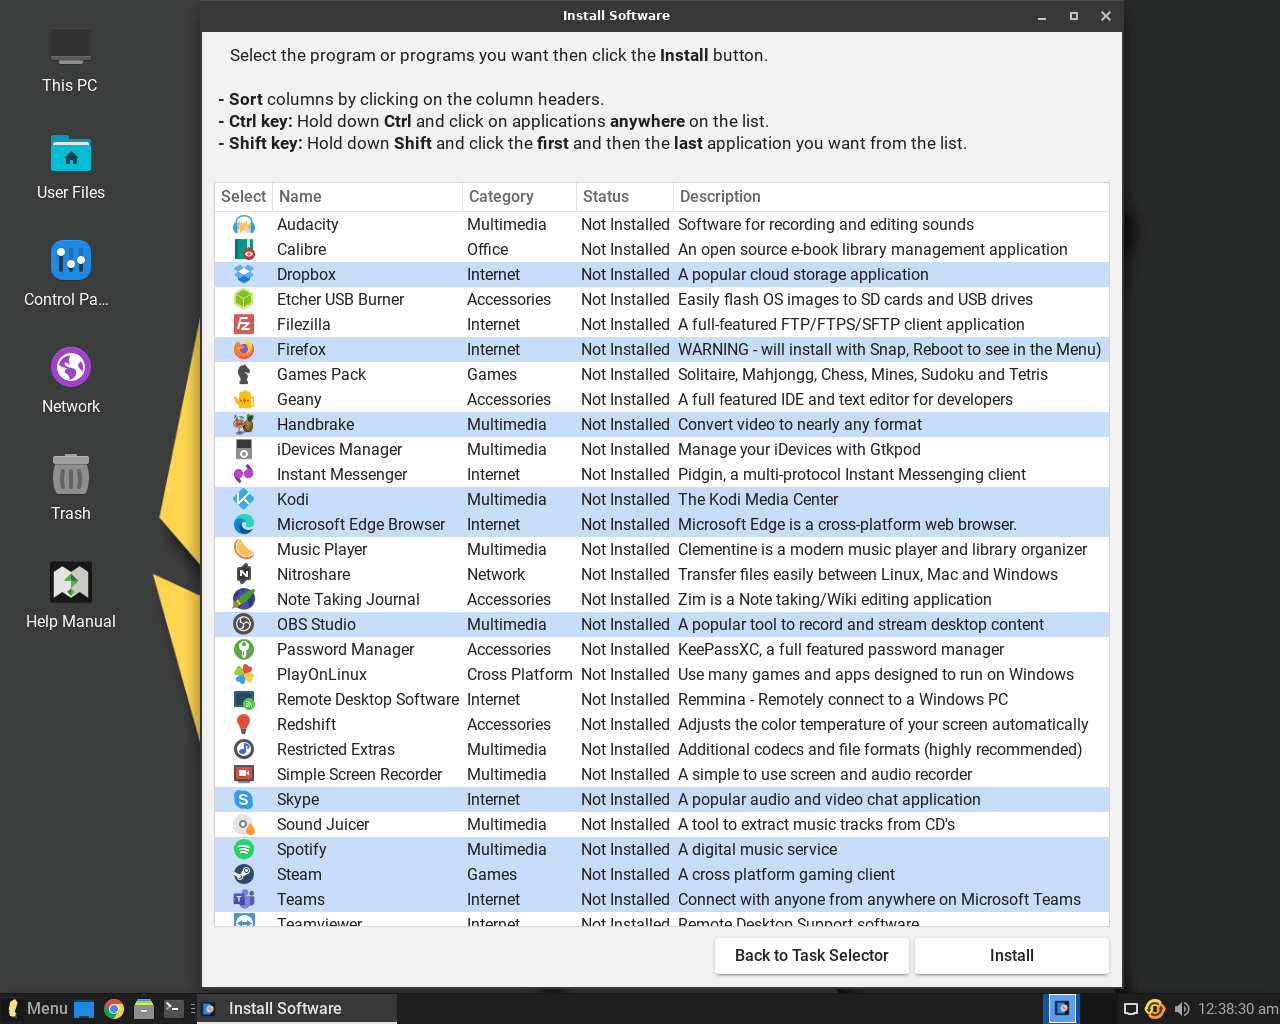 Install Software
This PC
User Files
Control Pa...
Network
Trash
Help Manual
Select the program or programs you want then click the Install button.
- Sort columns by clicking on the column headers.
- Ctrl key: Hold down Ctrl and click on applications anywhere on the list.
- Shift key: Hold down Shift and click the first and then the last application you want from the list.
Select Name Category Status Description
Audacity Multimedia Not Installed Software for recording and editing sounds
Calibre Office Not Installed An open source e-book library management application
Dropbox Internet Not Installed A popular cloud storage application
Etcher USB Burner Accessories Not Installed Easily flash OS images to SD cards and USB drives
Filezilla Internet Not Installed A full-featured FTP/FTPS/SFTP client application
Firefox Internet Not Installed WARNING - will install with Snap, Reboot to see in the Menu)
Games Pack Games Not Installed Solitaire, Mahjongg, Chess, Mines, Sudoku and Tetris
Geany Accessories Not Installed A full featured IDE and text editor for developers
Handbrake Multimedia Not Installed Convert video to nearly any format
iDevices Manager Multimedia Not Installed Manage your iDevices with Gtkpod
Instant Messenger Internet Not Installed Pidgin, a multi-protocol Instant Messenging client
Kodi Multimedia Not Installed The Kodi Media Center
Microsoft Edge Browser Internet Not Installed Microsoft Edge is a cross-platform web browser.
Music Player Multimedia Not Installed Clementine is a modern music player and library organizer
Nitroshare Network Not Installed Transfer files easily between Linux, Mac and Windows
Note Taking Journal Accessories Not Installed Zim is a Note taking/Wiki editing application
OBS Studio Multimedia Not Installed A popular tool to record and stream desktop content
Password Manager Accessories Not Installed KeePassXC, a full featured password manager
PlayOnLinux Cross Platform Not Installed Use many games and apps designed to run on Windows
Remote Desktop Software Internet Not Installed Remmina - Remotely connect to a Windows PC
Redshift Accessories Not Installed Adjusts the color temperature of your screen automatically
Restricted Extras Multimedia Not Installed Additional codecs and file formats (highly recommended)
Simple Screen Recorder Multimedia Not Installed A simple to use screen and audio recorder
Skype Internet Not Installed A popular audio and video chat application
Sound Juicer Multimedia Not Installed A tool to extract music tracks from CD's
Spotify Multimedia Not Installed A digital music service
Steam Games Not Installed A cross platform gaming client
Teams Internet Not Installed Connect with anyone from anywhere on Microsoft Teams
Teamviewer Internet Not Installed Remote Desktop Support software
Back to Task Selector Install
Menu Install Software 12:38:30 am